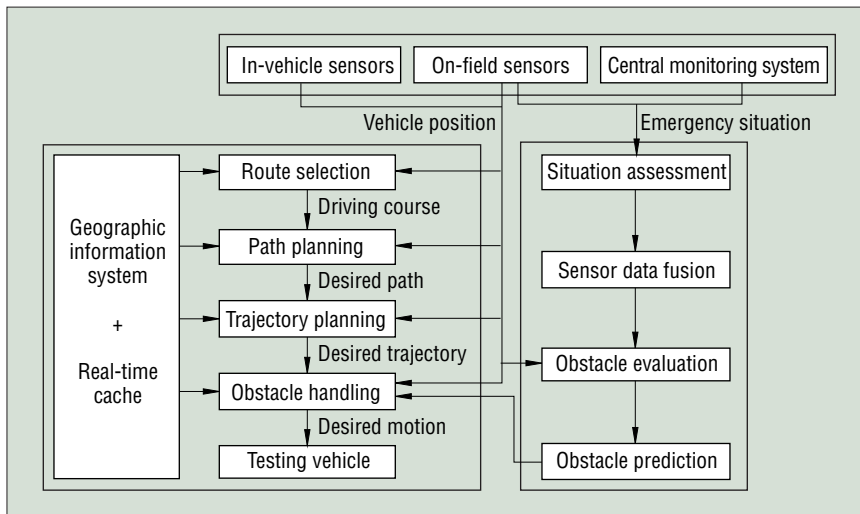 In-vehicle sensors
On-field sensors
Central monitoring system
Vehicle position
Emergency situation
Geographic
information
system
+
Real-time
cache
Route selection
Driving course
Path planning
Desired path
Trajectory planning
Desired trajectory
Obstacle handling
Desired motion
Testing vehicle
Situation assessment
Sensor data fusion
Obstacle evaluation
Obstacle prediction